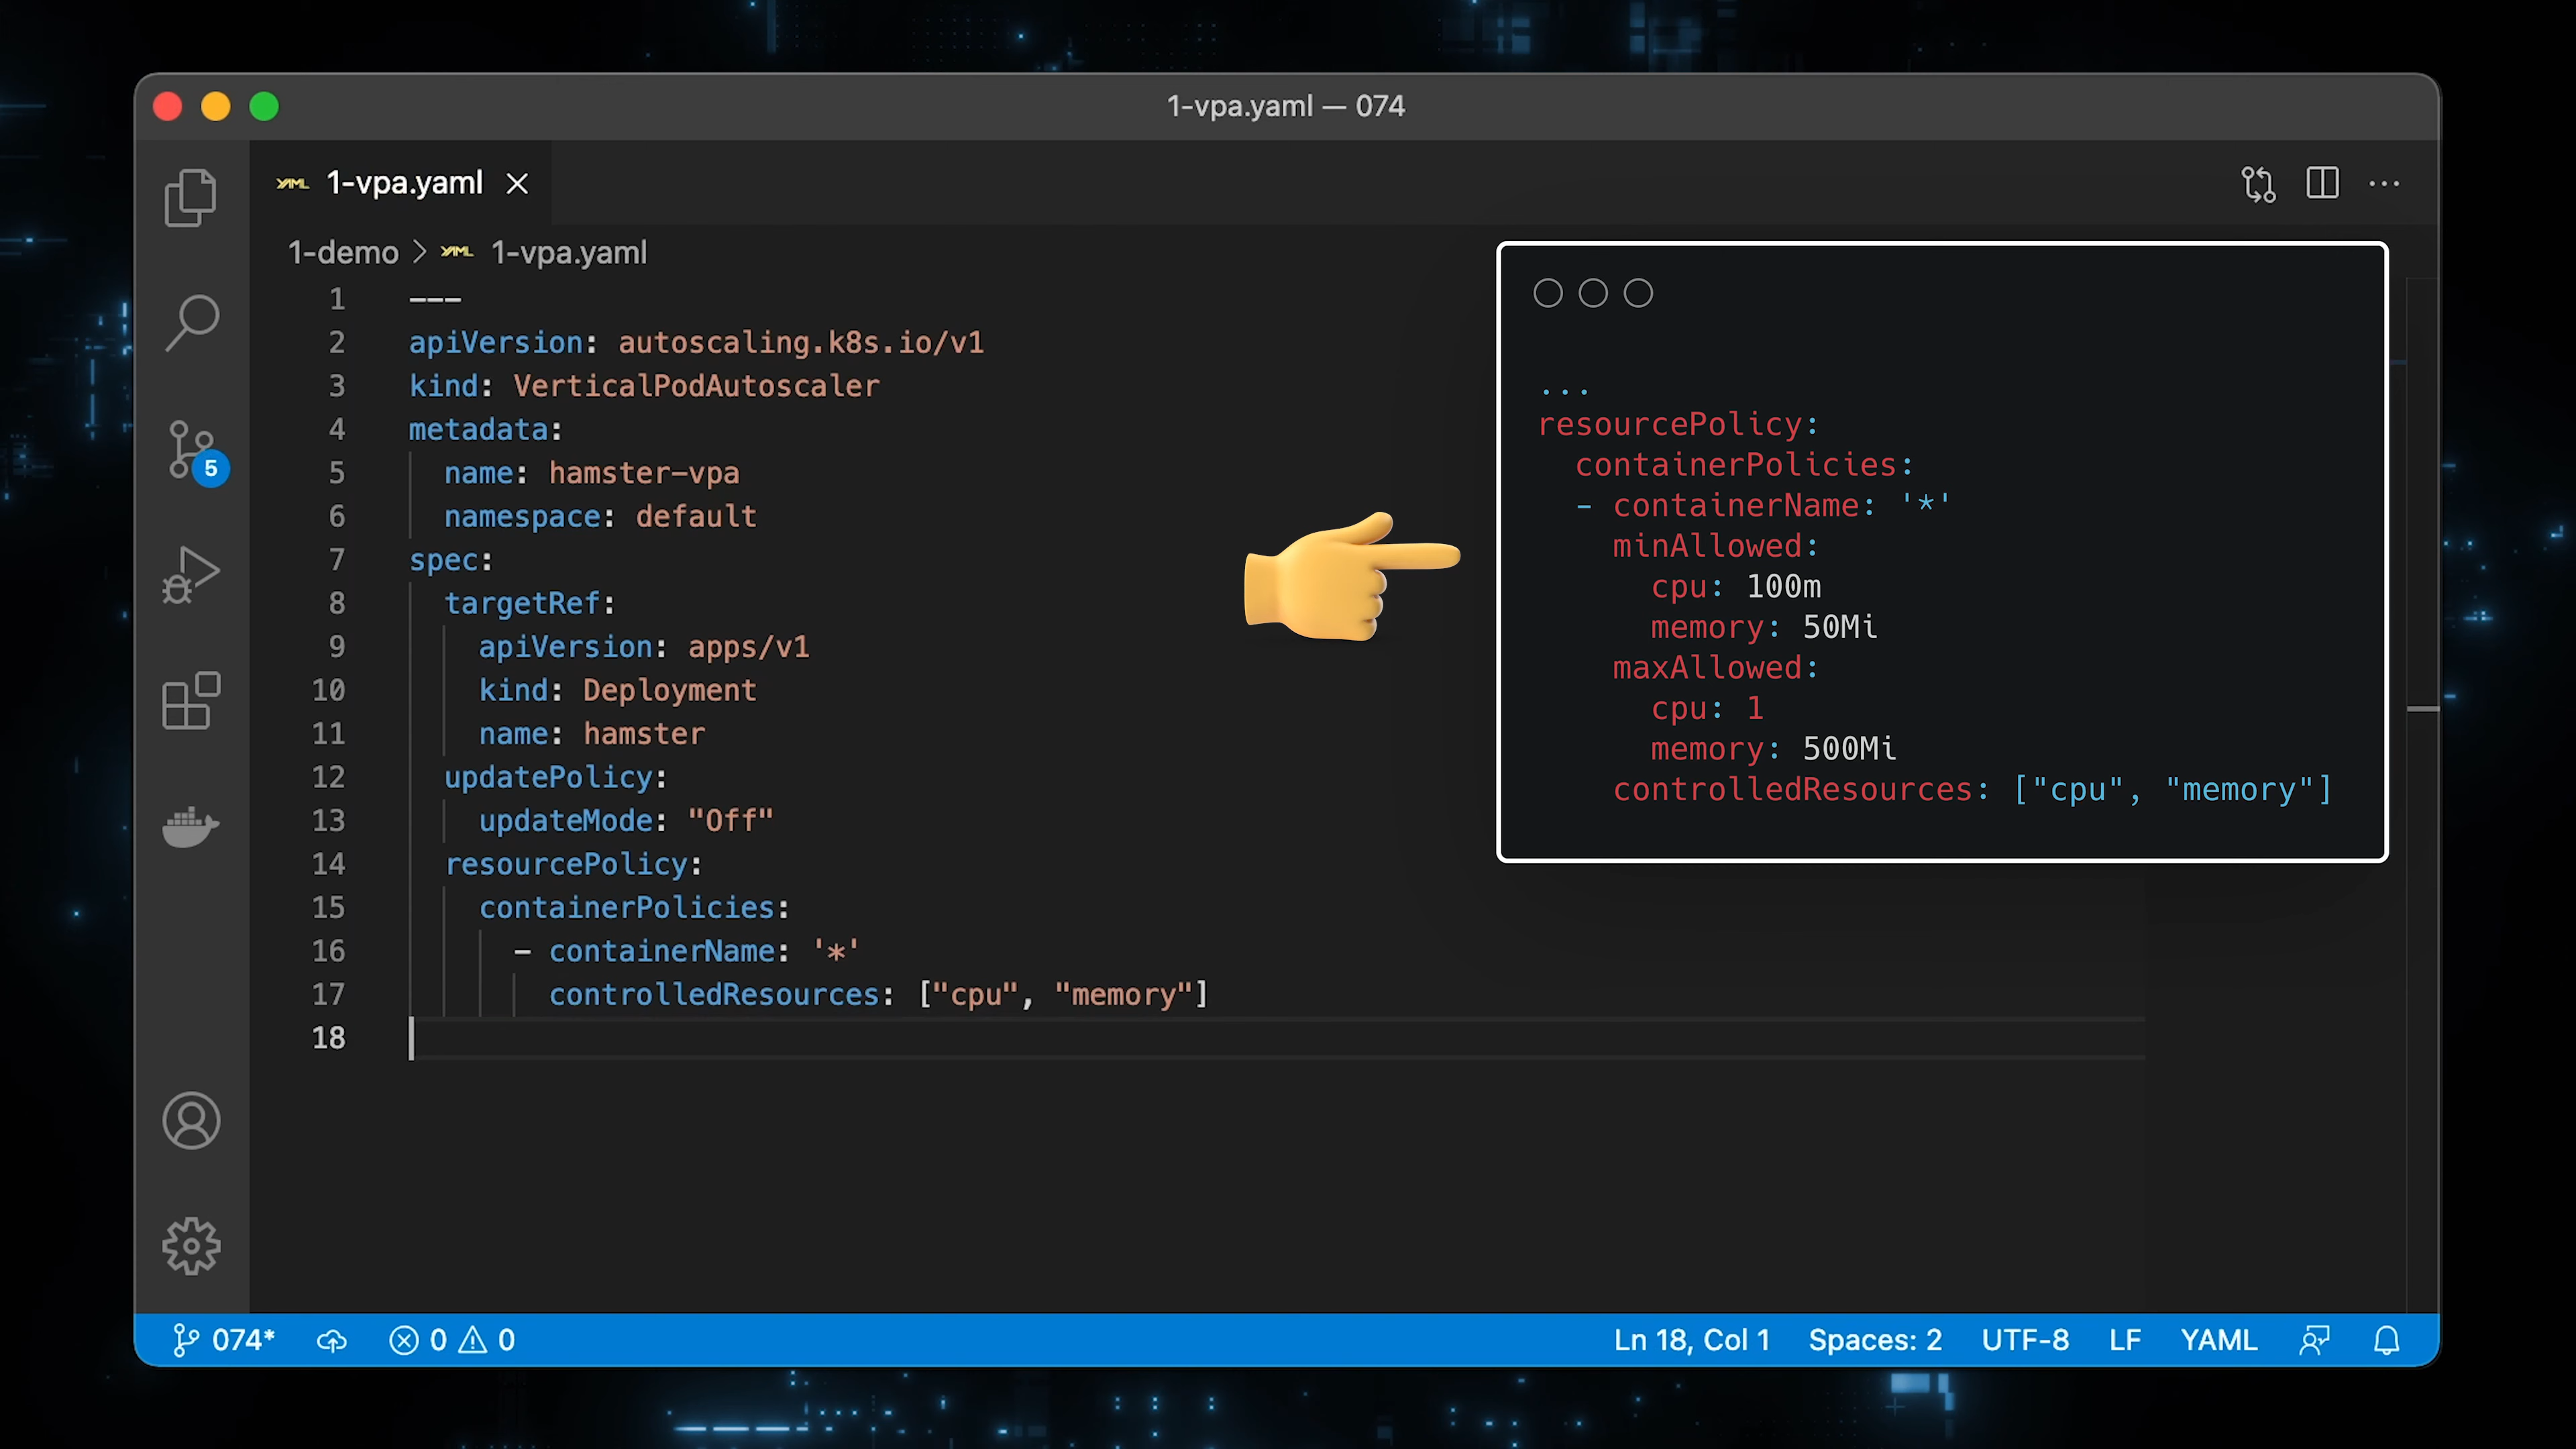 1-vpa.yaml — 074
YAML 1-vpa.yaml
1-demo > YAML 1-vpa.yaml
1 ---
2 apiVersion: autoscaling.k8s.io/v1
3 kind: VerticalPodAutoscaler
4 metadata:
5   name: hamster-vpa
6   namespace: default
7 spec:
8   targetRef:
9     apiVersion: apps/v1
10     kind: Deployment
11     name: hamster
12   updatePolicy:
13     updateMode: "Off"
14   resourcePolicy:
15     containerPolicies:
16       - containerName: '*'
17         controlledResources: ["cpu", "memory"]
18
...
resourcePolicy:
  containerPolicies:
  - containerName: '*'
    minAllowed:
      cpu: 100m
      memory: 50Mi
    maxAllowed:
      cpu: 1
      memory: 500Mi
    controlledResources: ["cpu", "memory"]
5
074* 0 0 Ln 18, Col 1 Spaces: 2 UTF-8 LF YAML